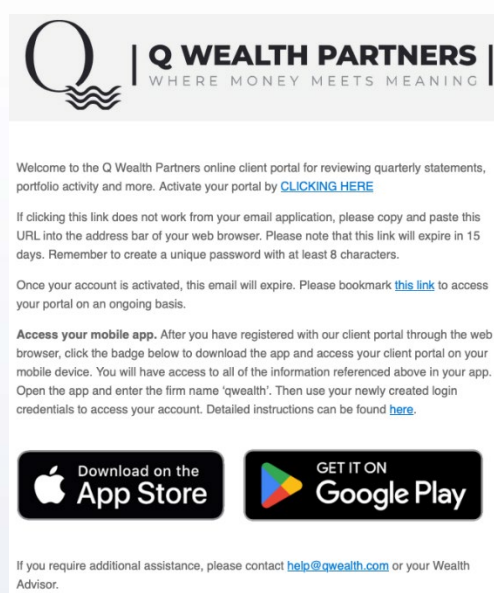 Q | Q WEALTH PARTNERS |
WHERE MONEY MEETS MEANING
Welcome to the Q Wealth Partners online client portal for reviewing quarterly statements,
portfolio activity and more. Activate your portal by CLICKING HERE
If clicking this link does not work from your email application, please copy and paste this
URL into the address bar of your web browser. Please note that this link will expire in 15
days. Remember to create a unique password with at least 8 characters.
Once your account is activated, this email will expire. Please bookmark this link to access
your portal on an ongoing basis.
Access your mobile app. After you have registered with our client portal through the web
browser, click the badge below to download the app and access your client portal on your
mobile device. You will have access to all of the information referenced above in your app.
Open the app and enter the firm name 'qwealth'. Then use your newly created login
credentials to access your account. Detailed instructions can be found here.
Download on the
App Store
GET IT ON
Google Play
If you require additional assistance, please contact help@qwealth.com or your Wealth
Advisor.